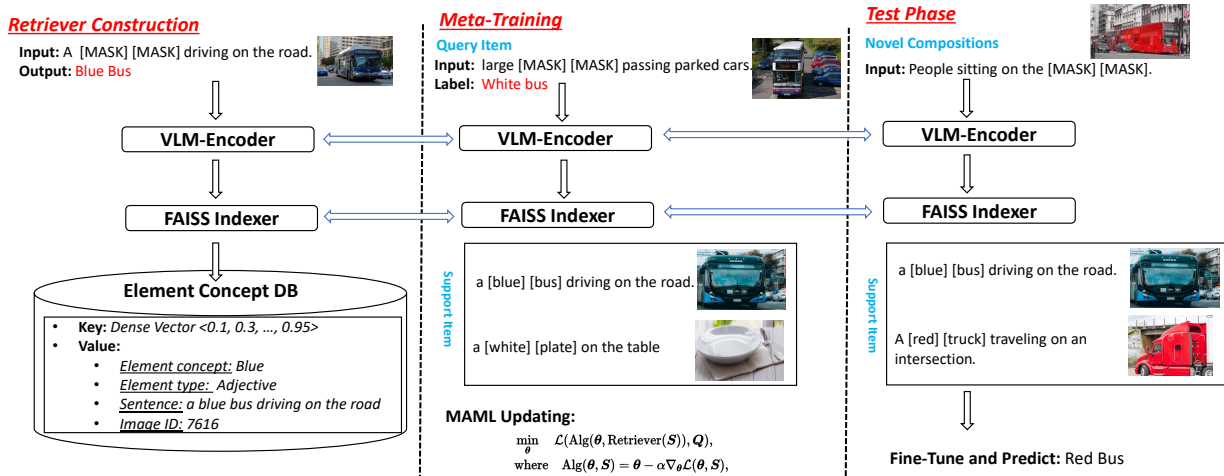 Retriever Construction
Input: A [MASK] [MASK] driving on the road.
Output: Blue Bus
VLM-Encoder
FAISS Indexer
Element Concept DB
• Key: Dense Vector <0.1, 0.3, ..., 0.95>
• Value:
• Element concept: Blue
• Element type: Adjective
• Sentence: a blue bus driving on the road
• Image ID: 7616
Meta-Training
Query Item
Input: large [MASK] [MASK] passing parked cars.
Label: White bus
VLM-Encoder
FAISS Indexer
Support Item
a [blue] [bus] driving on the road.
a [white] [plate] on the table
MAML Updating:
min_θ ℒ(Alg(θ, Retriever(S)), Q),
where Alg(θ, S) = θ − α∇_θℒ(θ, S),
Test Phase
Novel Compositions
Input: People sitting on the [MASK] [MASK].
VLM-Encoder
FAISS Indexer
Support Item
a [blue] [bus] driving on the road.
A [red] [truck] traveling on an
intersection.
Fine-Tune and Predict: Red Bus